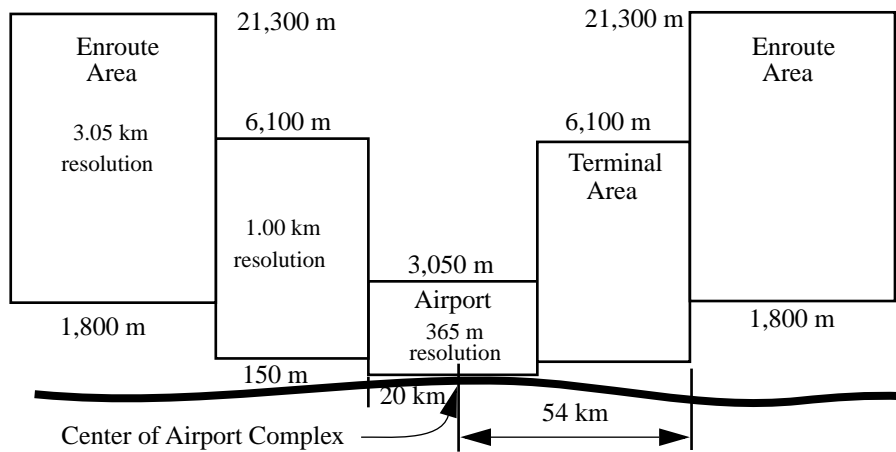 21,300 m
21,300 m
Enroute
Area
Enroute
Area
3.05 km
resolution
6,100 m
6,100 m
Terminal
Area
1.00 km
resolution
3,050 m
Airport
365 m
resolution
1,800 m
1,800 m
150 m
20 km
54 km
Center of Airport Complex